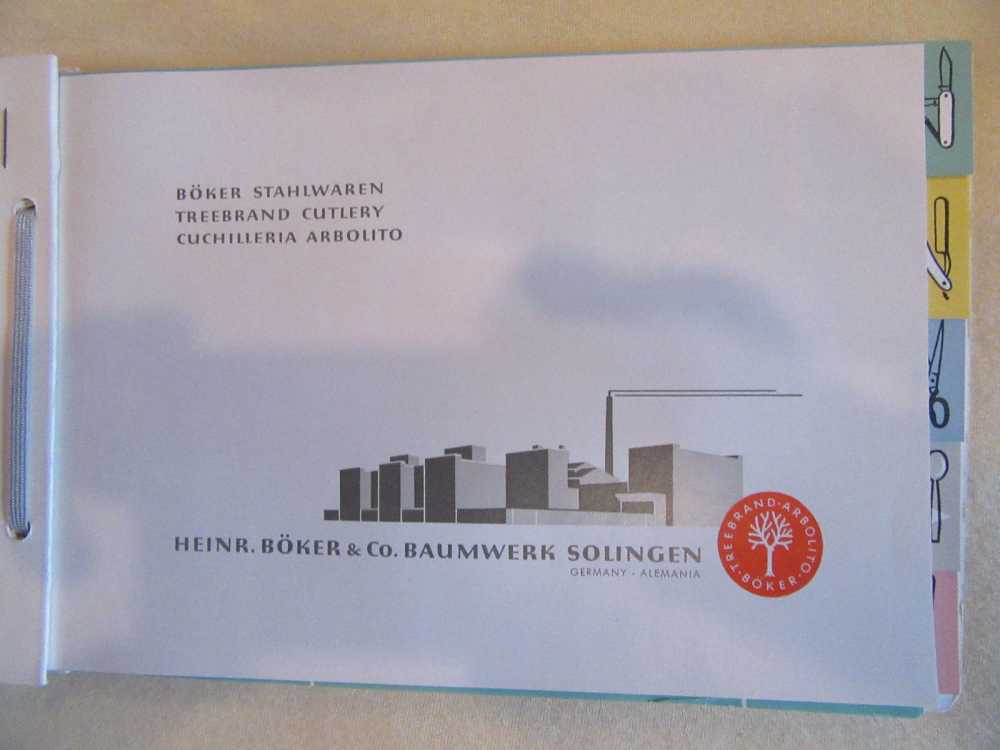 BÖKER STAHLWAREN
TREEBRAND CUTLERY
CUCHILLERIA ARBOLITO
HEINR. BÖKER & CO. BAUMWERK SOLINGEN
GERMANY - ALEMANIA
TREEBRAND · ARBOLITO · BÖKER ·